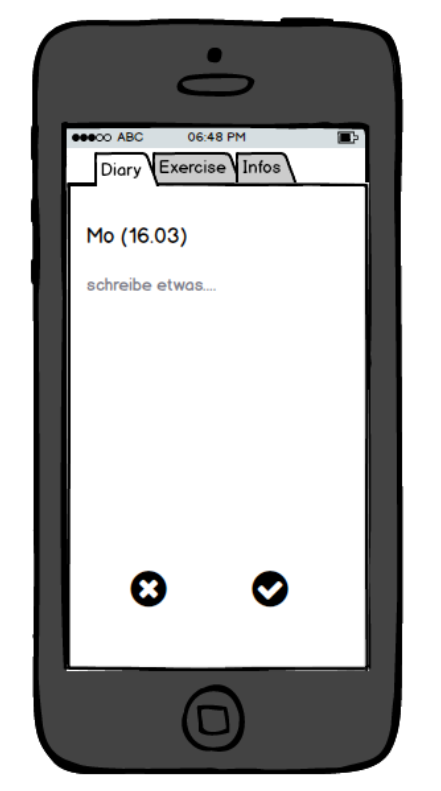 ABC 06:48 PM
Diary Exercise Infos
Mo (16.03)
schreibe etwas....